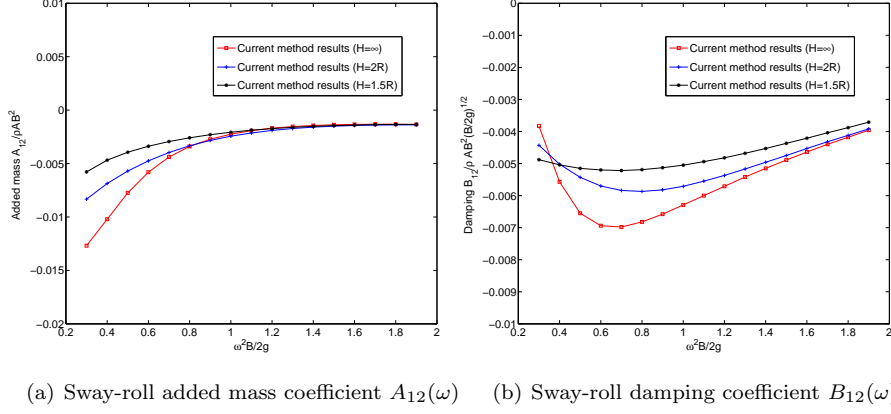 0.01
0.005
0
−0.005
−0.01
−0.015
−0.02
0.2 0.4 0.6 0.8 1 1.2 1.4 1.6 1.8 2
ω²B/2g
Added mass A₁₂/ρAB²
Current method results (H=∞)
Current method results (H=2R)
Current method results (H=1.5R)
(a) Sway-roll added mass coefficient A₁₂(ω)
0
−0.001
−0.002
−0.003
−0.004
−0.005
−0.006
−0.007
−0.008
−0.009
−0.01
0.2 0.4 0.6 0.8 1 1.2 1.4 1.6 1.8 2
ω²B/2g
Damping B₁₂/ρ AB²(B/2g)^1/2
Current method results (H=∞)
Current method results (H=2R)
Current method results (H=1.5R)
(b) Sway-roll damping coefficient B₁₂(ω